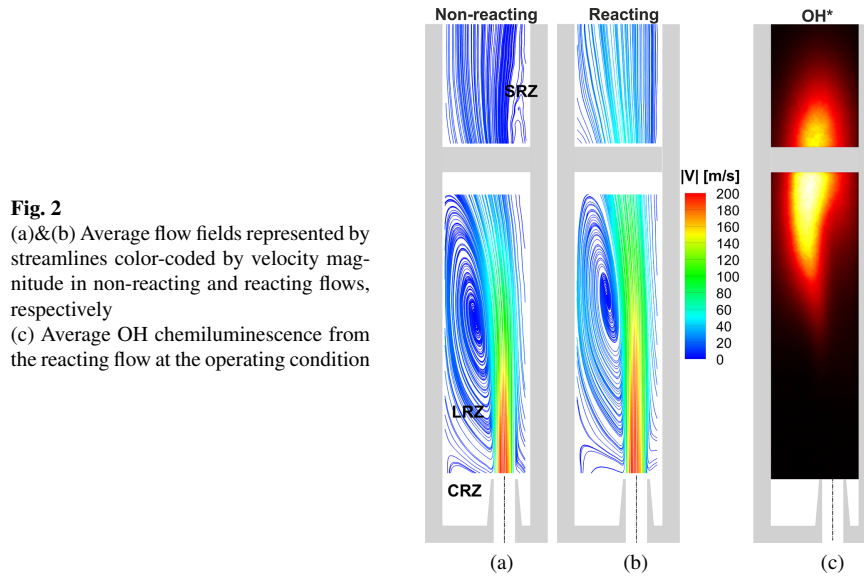 Fig. 2
(a)&(b) Average flow fields represented by
streamlines color-coded by velocity mag-
nitude in non-reacting and reacting flows,
respectively
(c) Average OH chemiluminescence from
the reacting flow at the operating condition
Non-reacting
Reacting
OH*
SRZ
LRZ
CRZ
|V| [m/s]
200
180
160
140
120
100
80
60
40
20
0
(a)
(b)
(c)